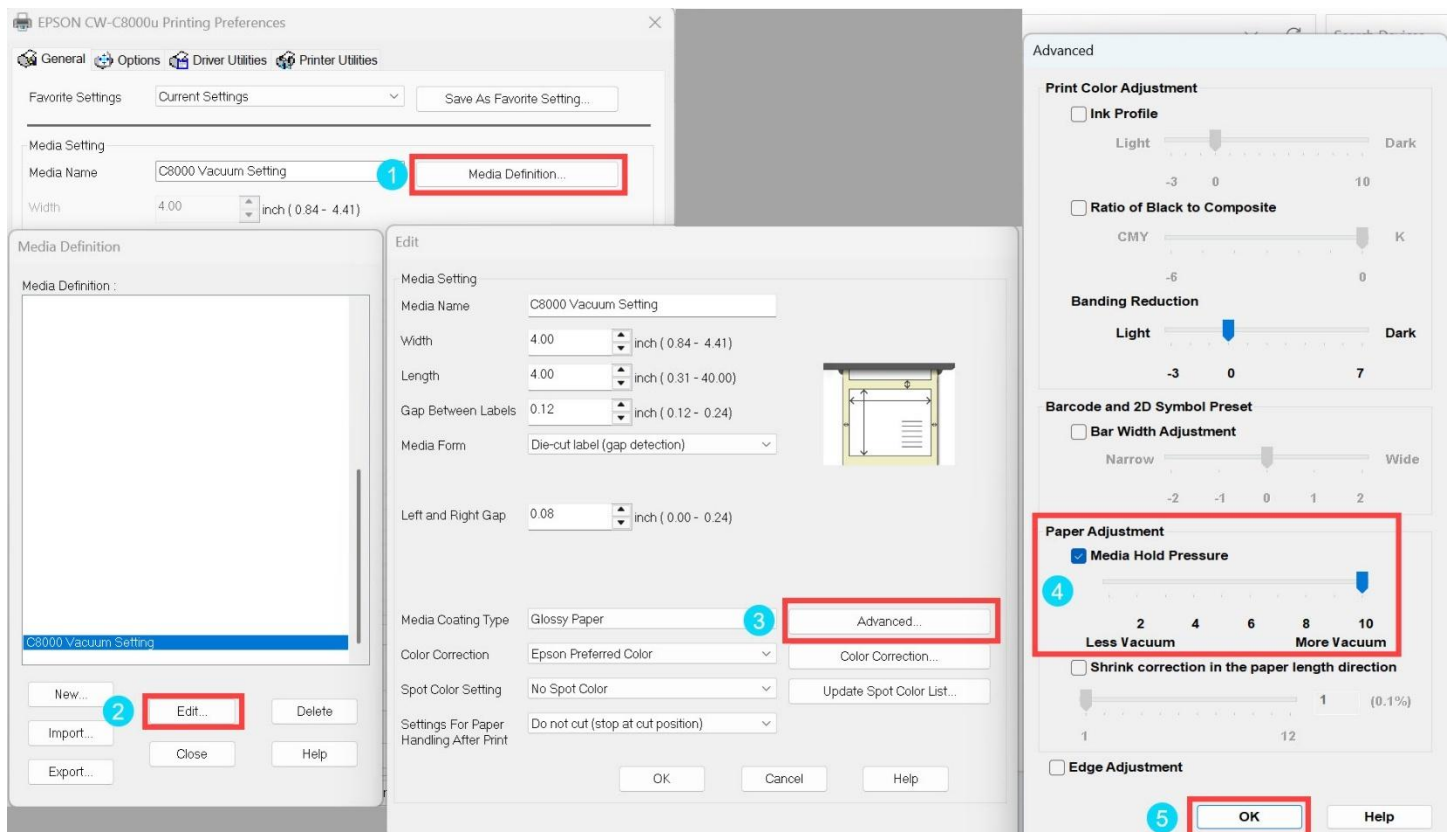 EPSON CW-C8000u Printing Preferences
General Options Driver Utilities Printer Utilities
Favorite Settings Current Settings Save As Favorite Setting...
Media Setting
Media Name C8000 Vacuum Setting 1 Media Definition...
Width 4.00 inch ( 0.84 - 4.41)
Media Definition
Media Definition :
C8000 Vacuum Setting
New...
2 Edit... Delete
Import...
Close Help
Export...
Edit
Media Setting
Media Name C8000 Vacuum Setting
Width 4.00 inch ( 0.84 - 4.41)
Length 4.00 inch ( 0.31 - 40.00)
Gap Between Labels 0.12 inch ( 0.12 - 0.24)
Media Form Die-cut label (gap detection)
Left and Right Gap 0.08 inch ( 0.00 - 0.24)
Media Coating Type Glossy Paper 3 Advanced...
Color Correction Epson Preferred Color Color Correction...
Spot Color Setting No Spot Color Update Spot Color List...
Settings For Paper Do not cut (stop at cut position)
Handling After Print
OK Cancel Help
Advanced
Print Color Adjustment
Ink Profile
Light Dark
-3 0 10
Ratio of Black to Composite
CMY K
-6 0
Banding Reduction
Light Dark
-3 0 7
Barcode and 2D Symbol Preset
Bar Width Adjustment
Narrow Wide
-2 -1 0 1 2
Paper Adjustment
Media Hold Pressure
4
2 4 6 8 10
Less Vacuum More Vacuum
Shrink correction in the paper length direction
1 (0.1%)
1 12
Edge Adjustment
5 OK Help